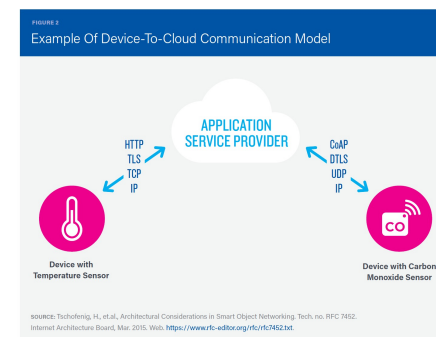 FIGURE 2
Example Of Device-To-Cloud Communication Model
APPLICATION
SERVICE PROVIDER
HTTP
TLS
TCP
IP
CoAP
DTLS
UDP
IP
CO
Device with
Temperature Sensor
Device with Carbon
Monoxide Sensor
SOURCE: Tschofenig, H., et.al., Architectural Considerations in Smart Object Networking. Tech. no. RFC 7452.
Internet Architecture Board, Mar. 2015. Web. https://www.rfc-editor.org/rfc/rfc7452.txt.